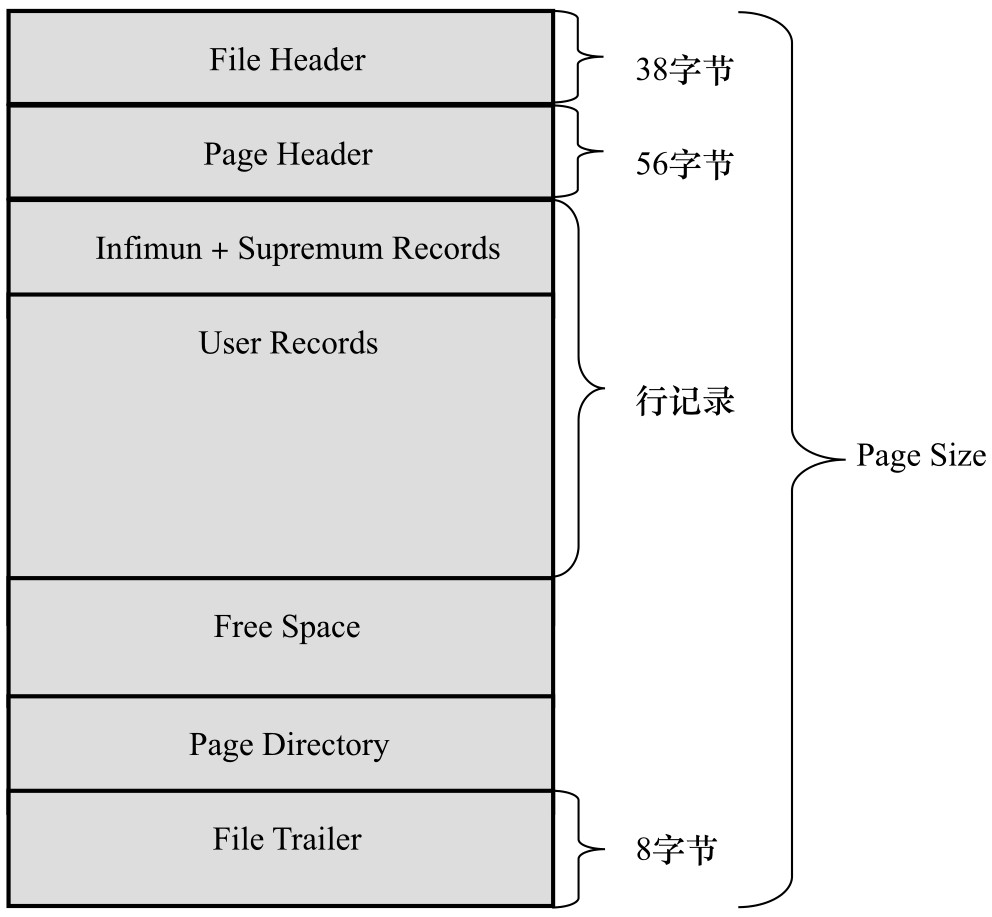 File Header
38字节
Page Header
56字节
Infimun + Supremum Records
User Records
行记录
Page Size
Free Space
Page Directory
File Trailer
8字节